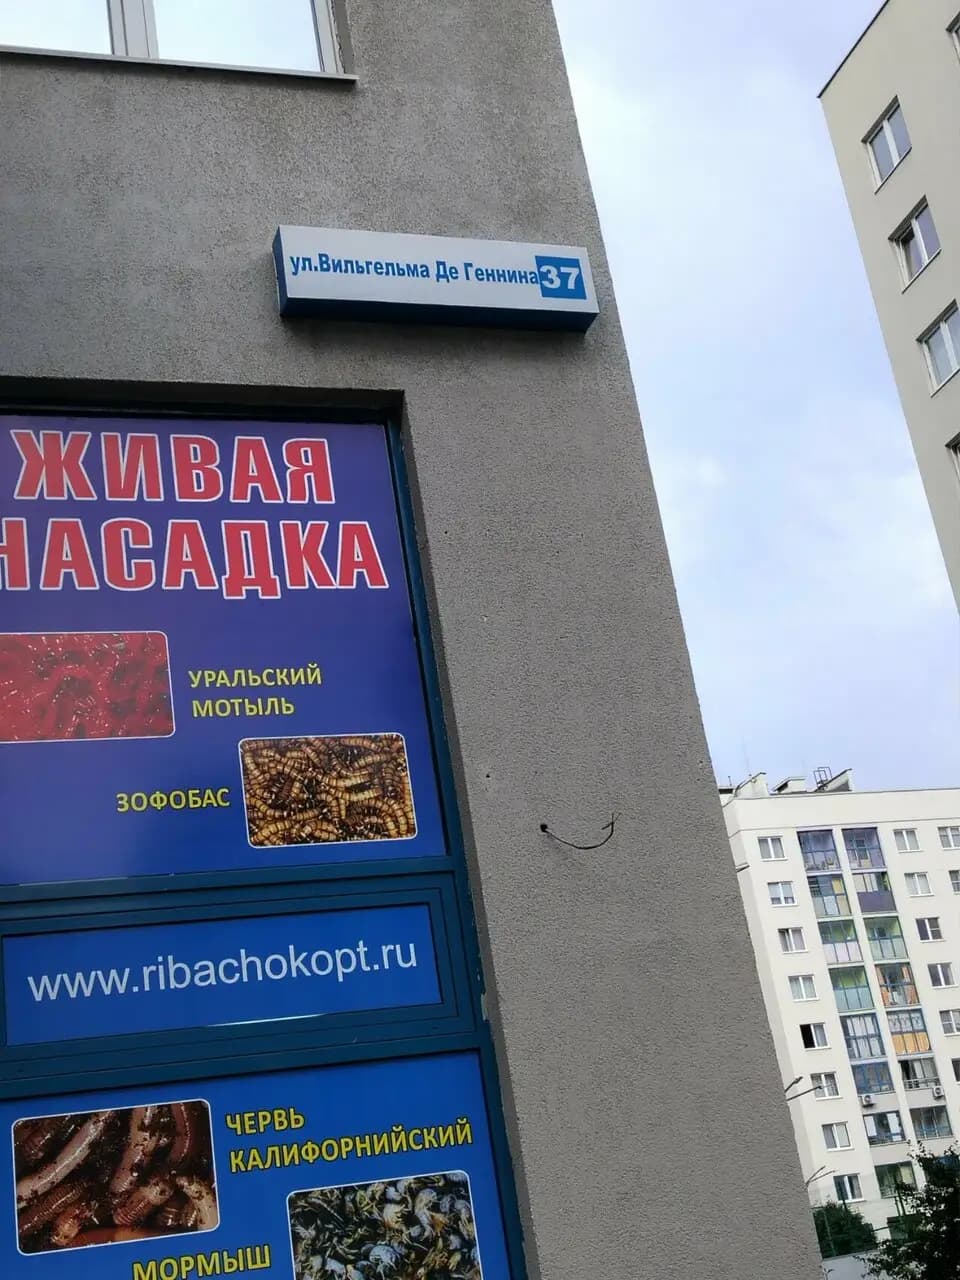 ул.Вильгельма Де Геннина 37
ЖИВАЯ
НАСАДКА
УРАЛЬСКИЙ
МОТЫЛЬ
ЗОФОБАС
www.ribachokopt.ru
ЧЕРВЬ
КАЛИФОРНИЙСКИЙ
МОРМЫШ